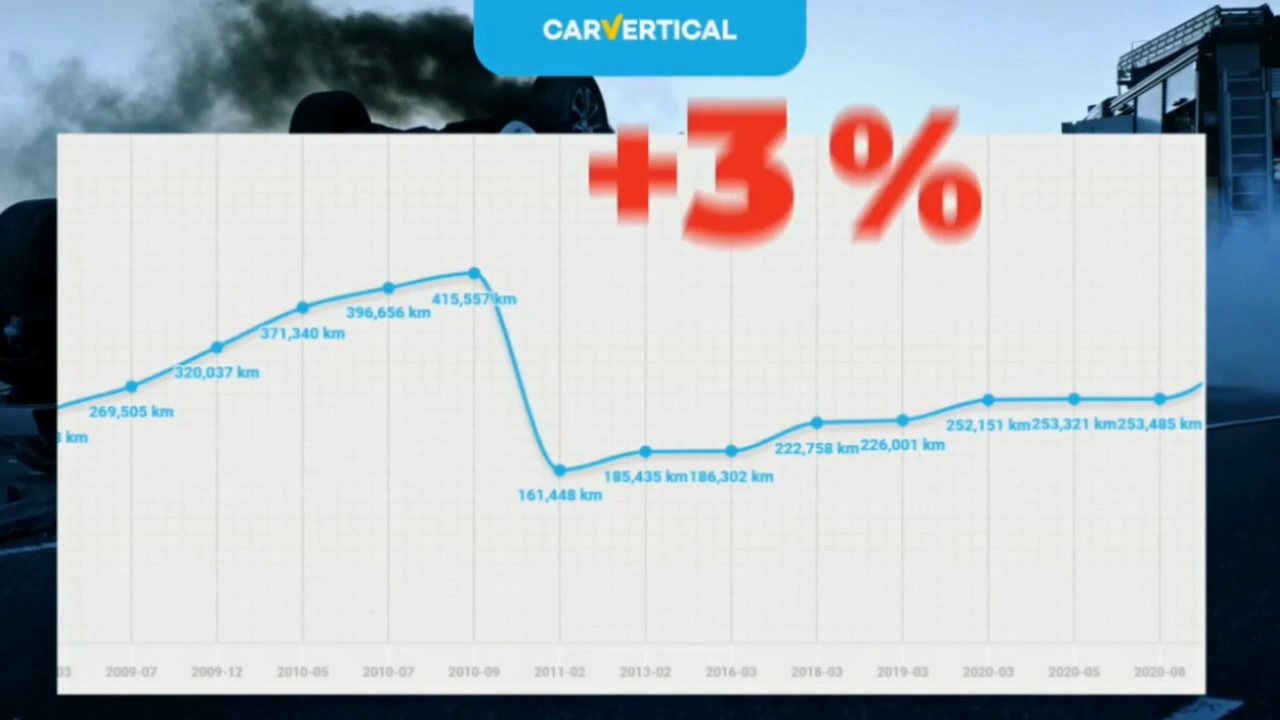 CARVERTICAL
+3%
415,557 km
396,656 km
371,340 km
320,037 km
269,505 km
km
161,448 km
185,435 km
186,302 km
222,758 km
226,001 km
252,151 km
253,321 km
253,485 km
03
2009-07
2009-12
2010-05
2010-07
2010-09
2011-02
2013-02
2016-03
2018-03
2019-03
2020-03
2020-05
2020-08